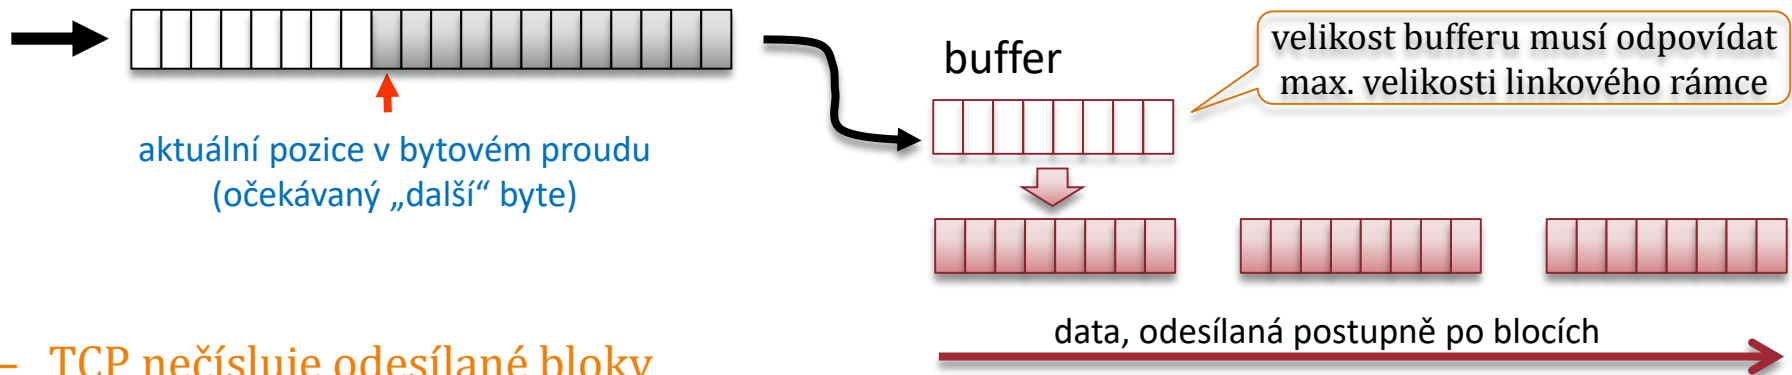 buffer
velikost bufferu musí odpovídat
max. velikosti linkového rámce
aktuální pozice v bytovém proudu
(očekávaný „další“ byte)
data, odesílaná postupně po blocích
– TCP nečísluje odesílané bloky